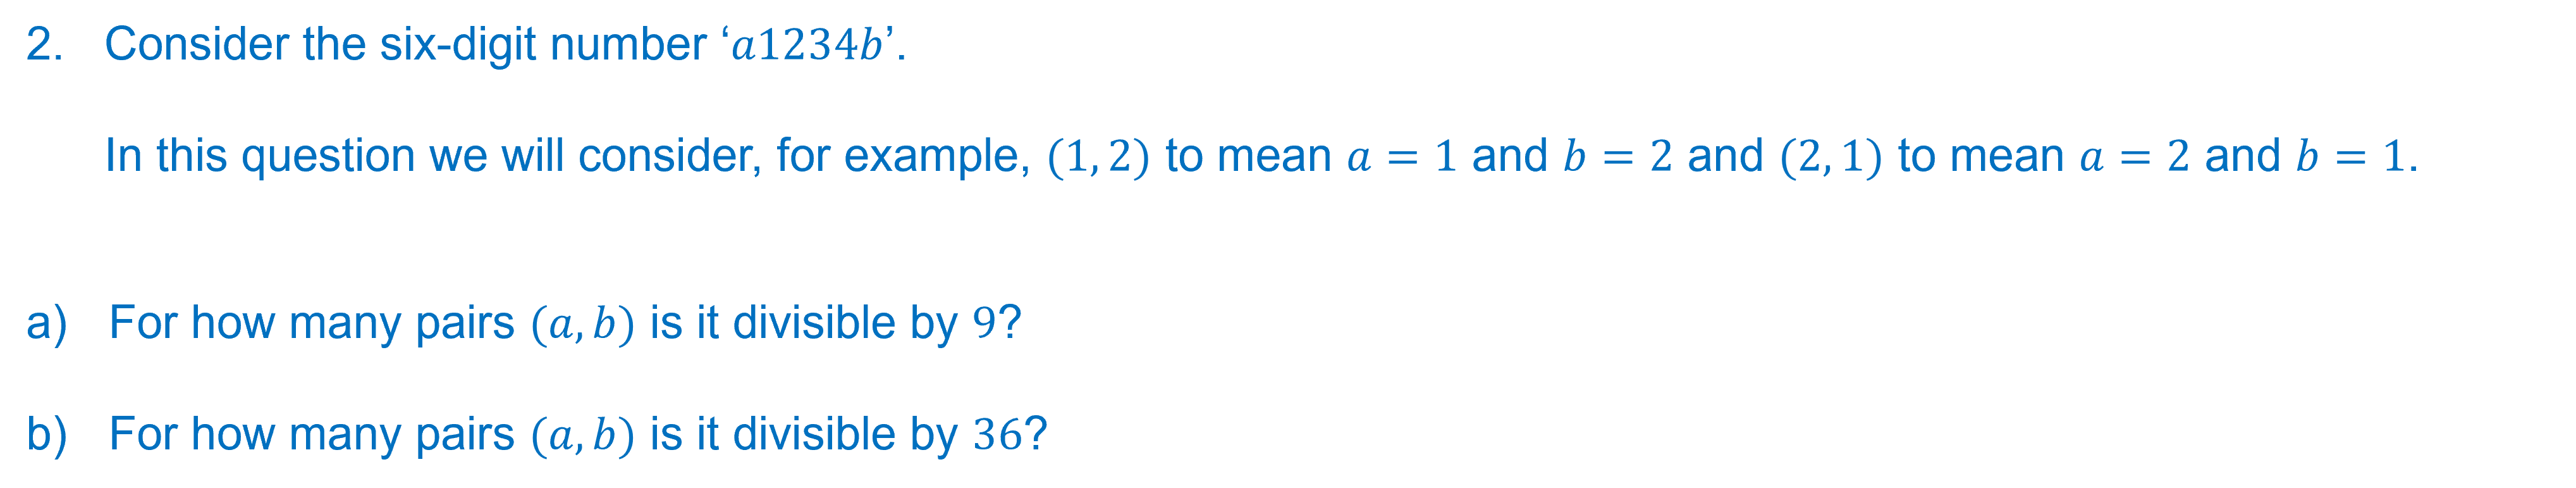 2. Consider the six-digit number ‘a1234b’.
In this question we will consider, for example, (1, 2) to mean a = 1 and b = 2 and (2, 1) to mean a = 2 and b = 1.
a) For how many pairs (a, b) is it divisible by 9?
b) For how many pairs (a, b) is it divisible by 36?